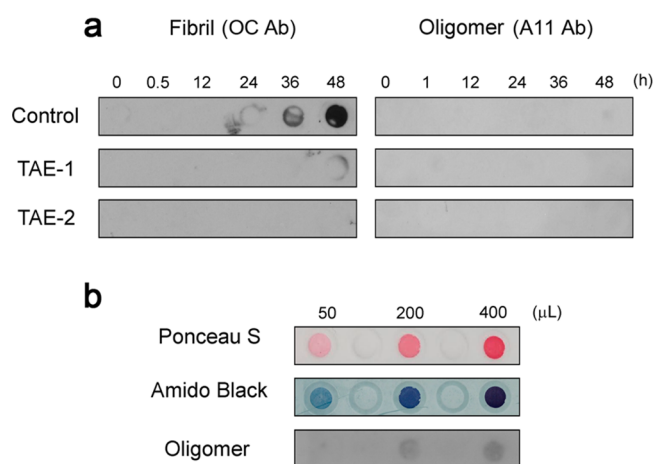 a
Fibril (OC Ab) Oligomer (A11 Ab)
0 0.5 12 24 36 48 0 1 12 24 36 48 (h)
Control
TAE-1
TAE-2
b
50 200 400 (μL)
Ponceau S
Amido Black
Oligomer